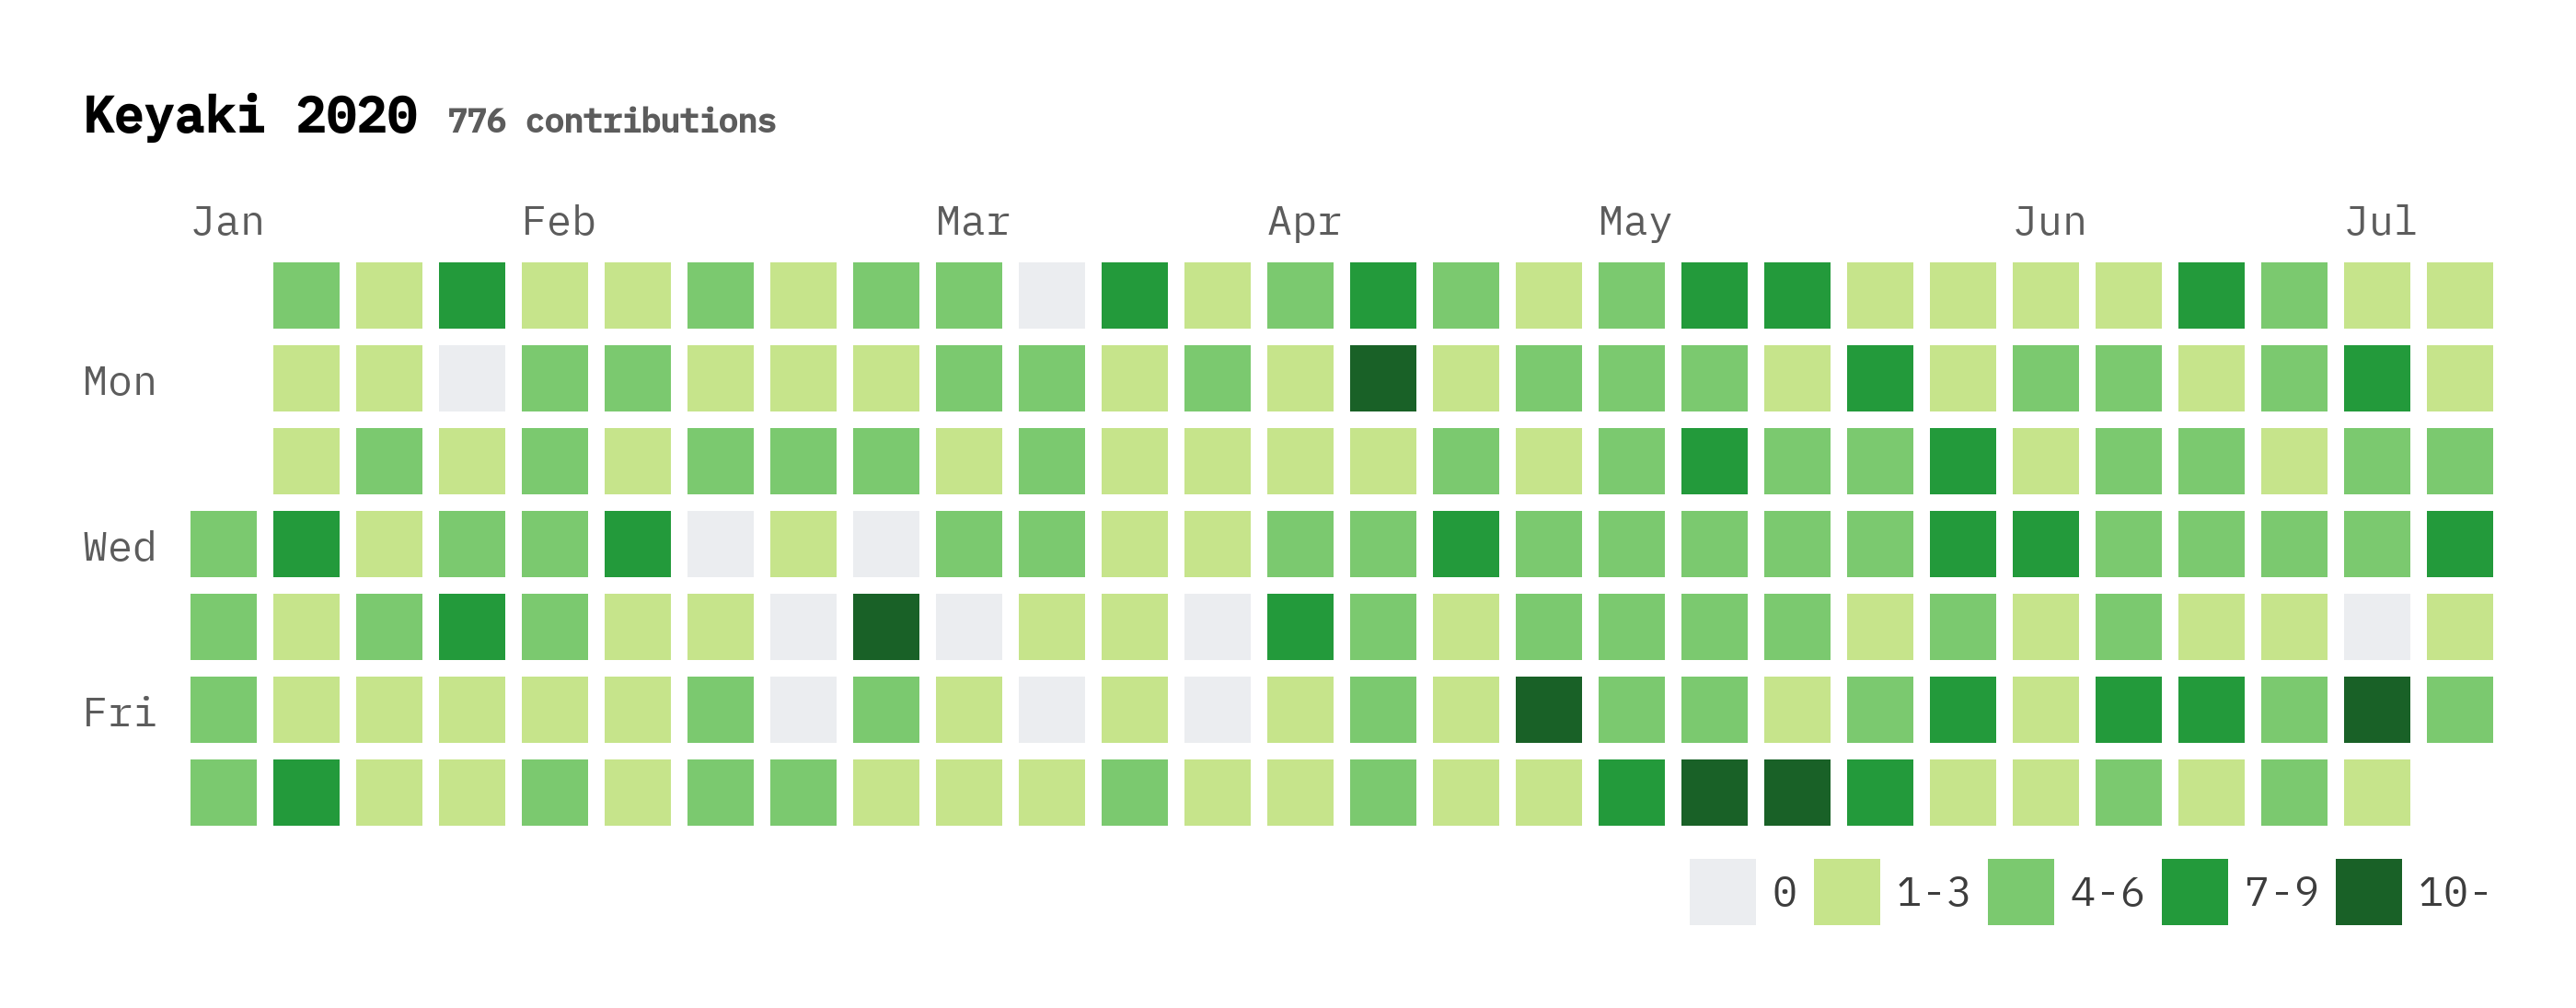 Keyaki 2020 776 contributions
Jan Feb Mar Apr May Jun Jul
Mon
Wed
Fri
0 1-3 4-6 7-9 10-